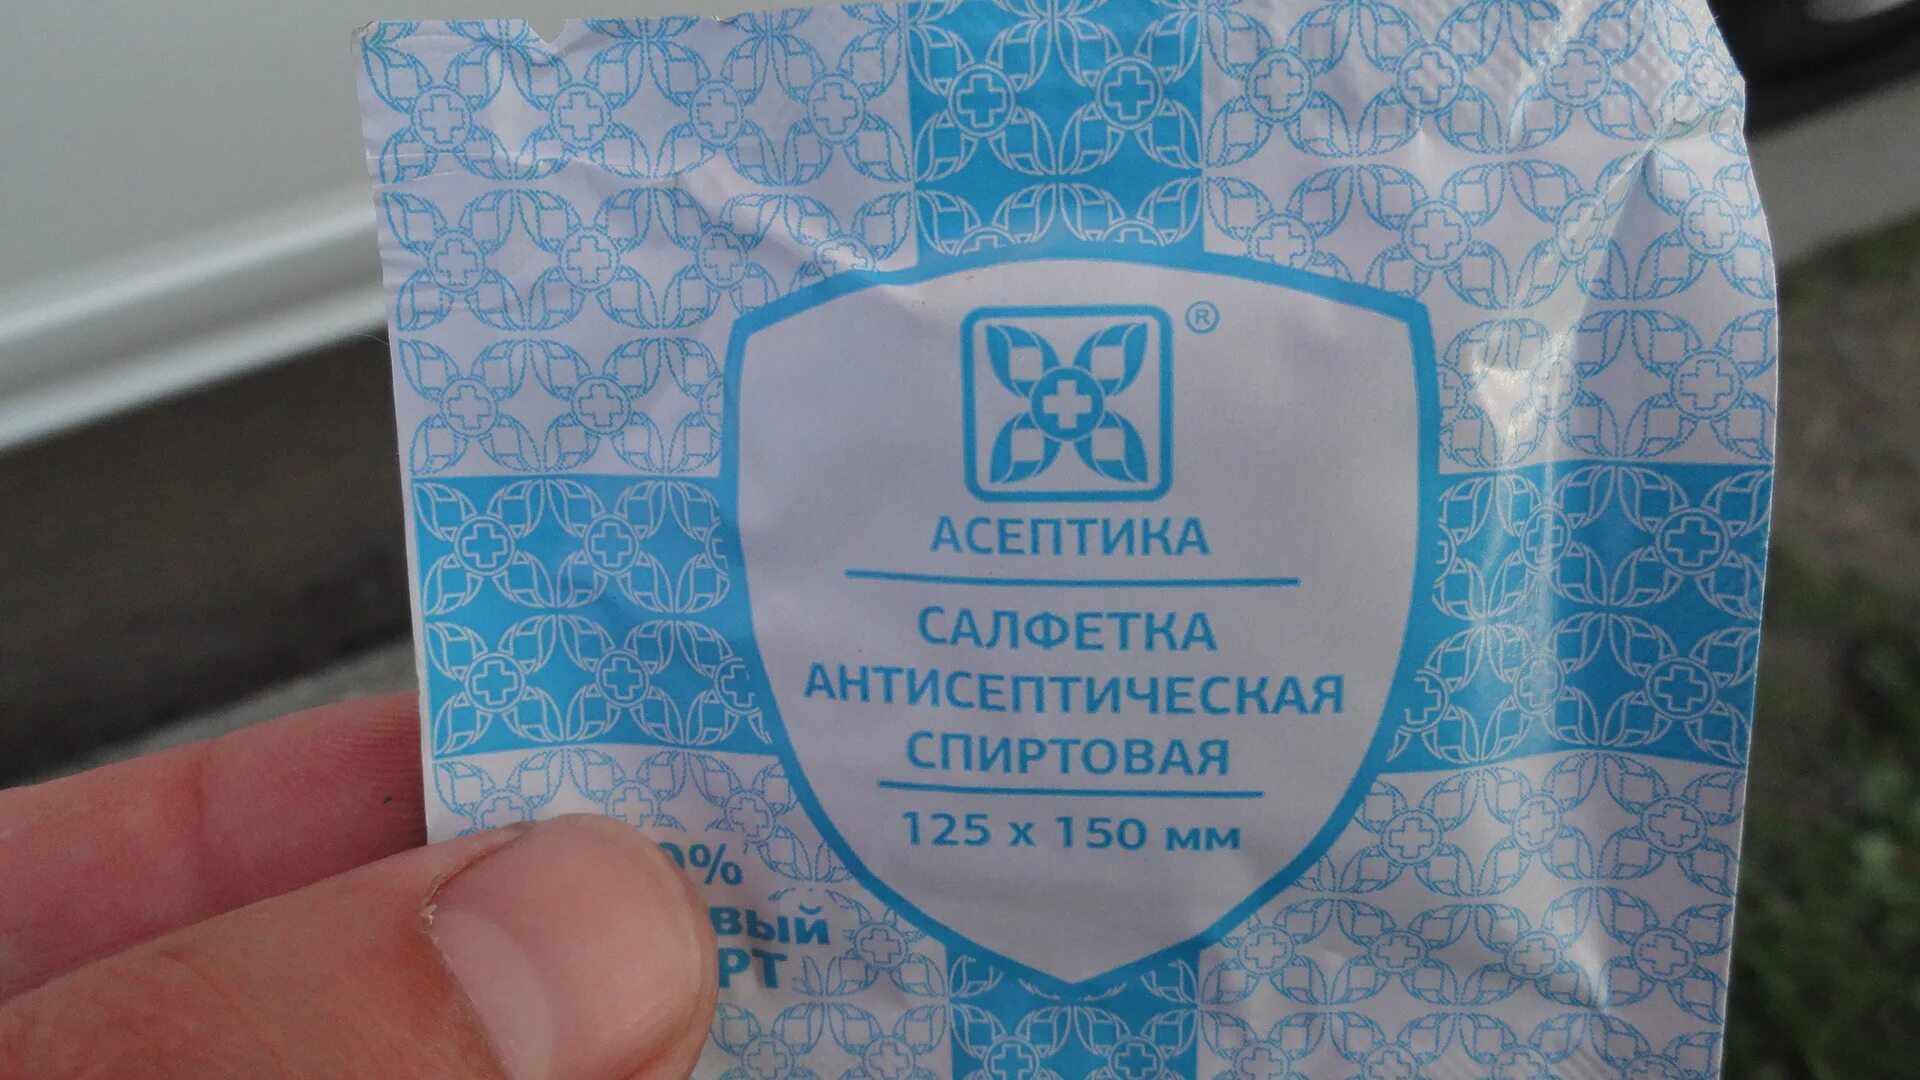 ®
АСЕПТИКА
САЛФЕТКА
АНТИСЕПТИЧЕСКАЯ
СПИРТОВАЯ
125 х 150 мм